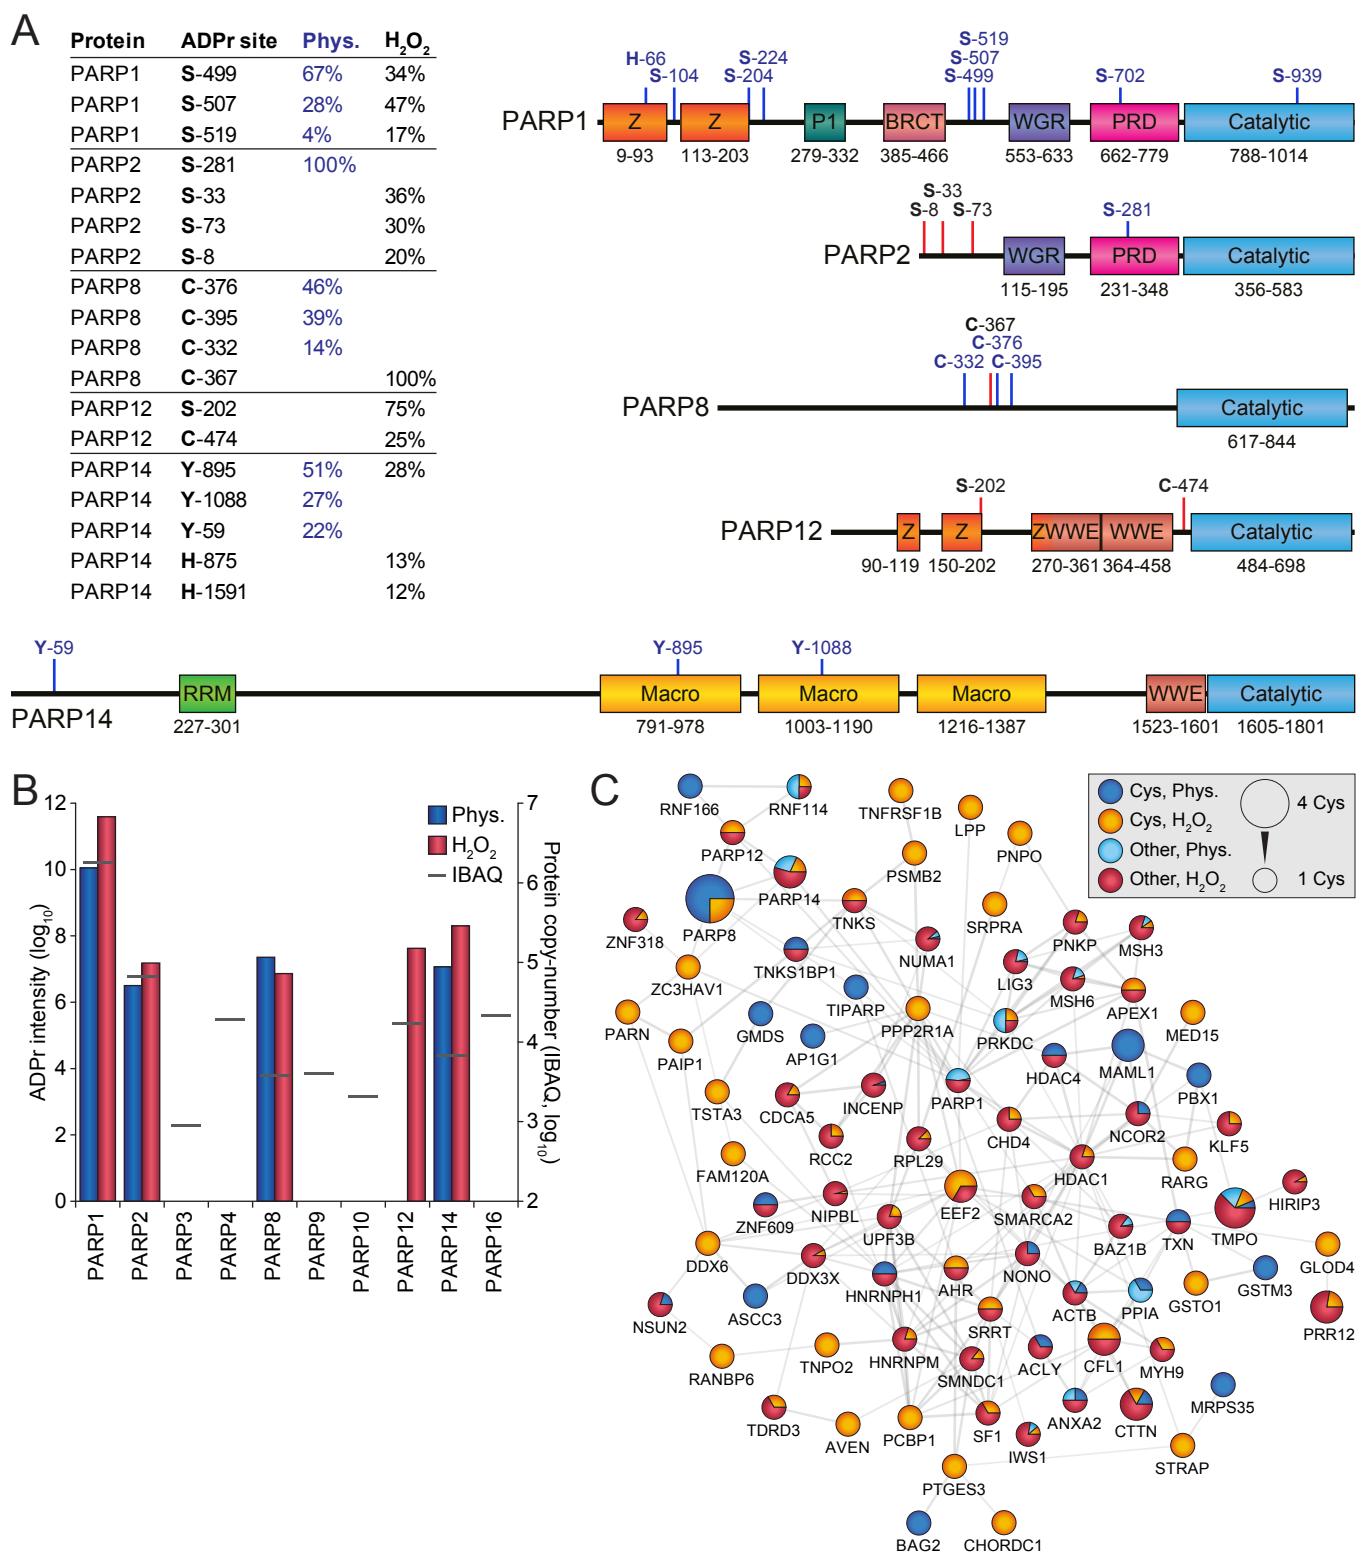 A
Protein ADPr site Phys. H2O2
PARP1 S-499 67% 34%
PARP1 S-507 28% 47%
PARP1 S-519 4% 17%
PARP2 S-281 100%
PARP2 S-33 36%
PARP2 S-73 30%
PARP2 S-8 20%
PARP8 C-376 46%
PARP8 C-395 39%
PARP8 C-332 14%
PARP8 C-367 100%
PARP12 S-202 75%
PARP12 C-474 25%
PARP14 Y-895 51% 28%
PARP14 Y-1088 27%
PARP14 Y-59 22%
PARP14 H-875 13%
PARP14 H-1591 12%
S-519
H-66 S-224 S-507
S-104 S-204 S-499 S-702 S-939
PARP1 Z Z P1 BRCT WGR PRD Catalytic
9-93 113-203 279-332 385-466 553-633 662-779 788-1014
S-33
S-8 S-73 S-281
PARP2 WGR PRD Catalytic
115-195 231-348 356-583
C-367
C-376
C-332 C-395
PARP8 Catalytic
617-844
S-202 C-474
PARP12 Z Z ZWWE WWE Catalytic
90-119 150-202 270-361 364-458 484-698
Y-59 Y-895 Y-1088
RRM Macro Macro Macro WWE Catalytic
PARP14 227-301 791-978 1003-1190 1216-1387 1523-1601 1605-1801
B
12 10 8 6 4 2 0
ADPr intensity (log10)
Phys.
H2O2
IBAQ
7 6 5 4 3 2
Protein copy-number (IBAQ, log10)
PARP1 PARP2 PARP3 PARP4 PARP8 PARP9 PARP10 PARP12 PARP14 PARP16
C
Cys, Phys.
Cys, H2O2
Other, Phys.
Other, H2O2
4 Cys
1 Cys
RNF166 RNF114 TNFRSF1B LPP
PARP12 PARP14 PSMB2 PNPO
PARP8 TNKS SRPRA
ZNF318 TNKS1BP1 NUMA1 PNKP MSH3
ZC3HAV1 TIPARP LIG3 MSH6 APEX1
PARN GMDS PPP2R1A PRKDC MED15
PAIP1 AP1G1 HDAC4 MAML1 PBX1
TSTA3 CDCA5 INCENP PARP1 CHD4 NCOR2 KLF5
FAM120A RCC2 RPL29 HDAC1 RARG
ZNF609 NIPBL UPF3B EEF2 SMARCA2 BAZ1B TXN TMPO HIRIP3
DDX6 DDX3X HNRNPH1 AHR NONO GLOD4
NSUN2 ASCC3 SRRT ACTB PPIA GSTO1 GSTM3 PRR12
RANBP6 TNPO2 HNRNPM SMNDC1 ACLY CFL1 MYH9
TDRD3 AVEN PCBP1 SF1 IWS1 ANXA2 CTTN MRPS35
PTGES3 STRAP
BAG2 CHORDC1